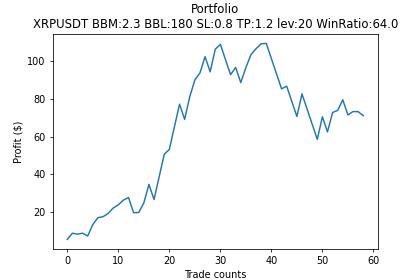 Portfolio
XRPUSDT BBM:2.3 BBL:180 SL:0.8 TP:1.2 lev:20 WinRatio:64.0
100
80
60
40
20
Profit ($)
0 10 20 30 40 50 60
Trade counts